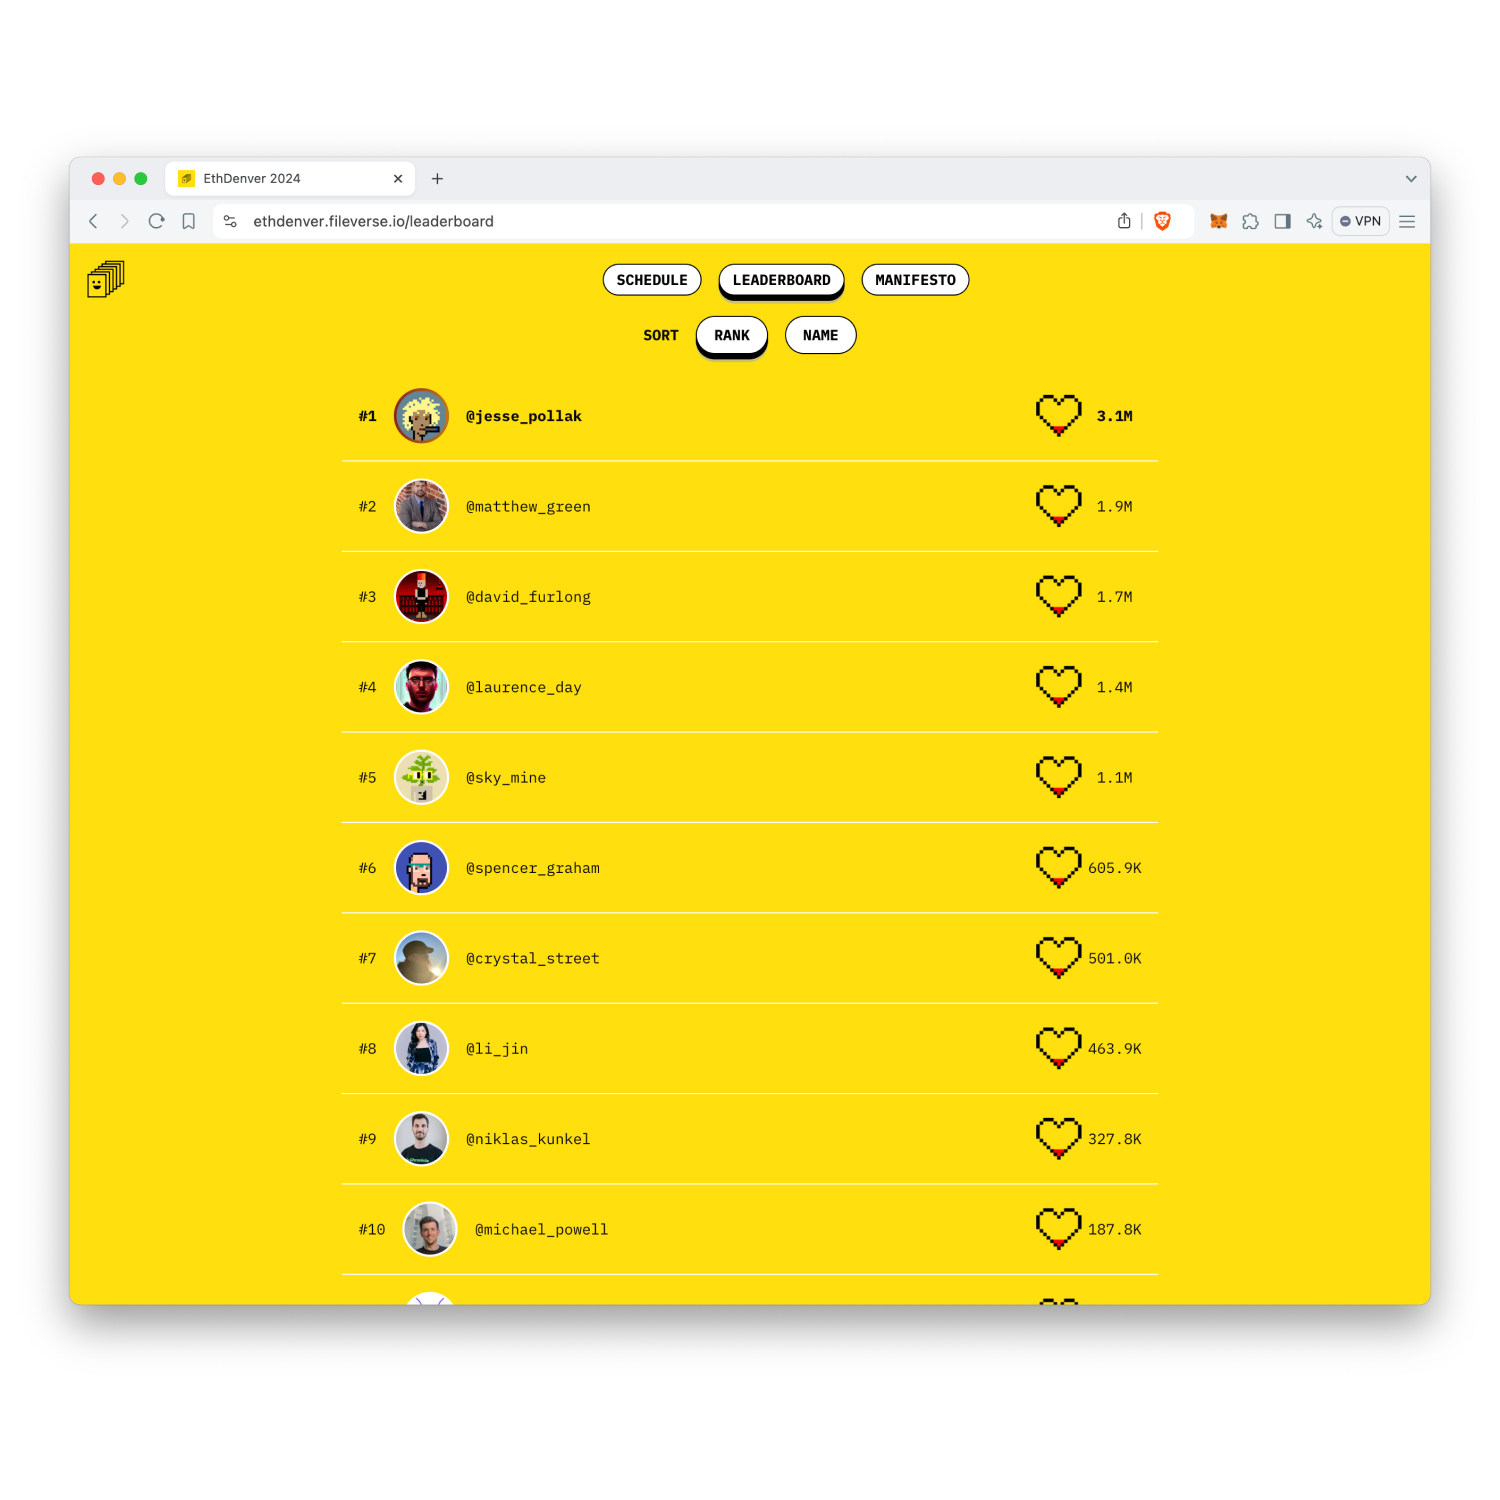 EthDenver 2024
ethdenver.fileverse.io/leaderboard
VPN
SCHEDULE LEADERBOARD MANIFESTO
SORT RANK NAME
#1 @jesse_pollak 3.1M
#2 @matthew_green 1.9M
#3 @david_furlong 1.7M
#4 @laurence_day 1.4M
#5 @sky_mine 1.1M
#6 @spencer_graham 605.9K
#7 @crystal_street 501.0K
#8 @li_jin 463.9K
#9 @niklas_kunkel 327.8K
#10 @michael_powell 187.8K